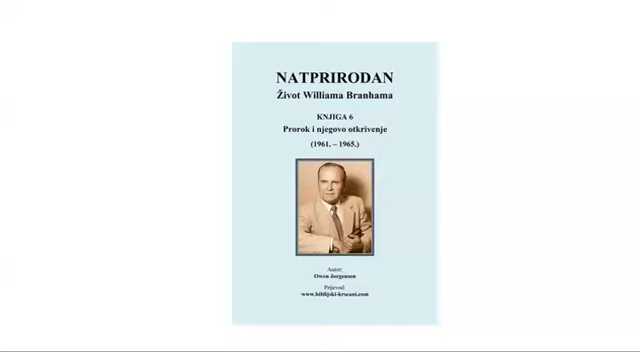 NATPRIRODAN
Život Williama Branhama
KNJIGA 6
Prorok i njegovo otkrivenje
(1961. – 1965.)
Autor:
Owen Jorgensen
Prijevod:
www.biblijski-krscani.com